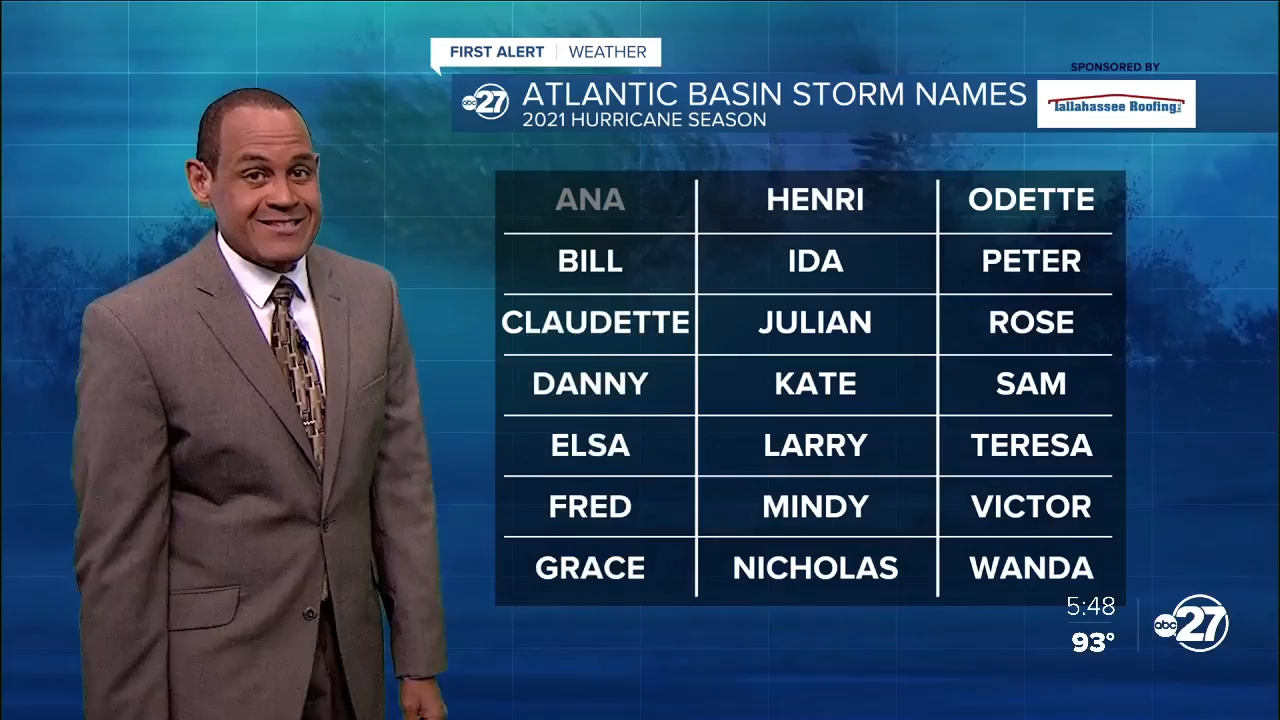 FIRST ALERT | WEATHER
SPONSORED BY
abc 27 ATLANTIC BASIN STORM NAMES
2021 HURRICANE SEASON
Tallahassee Roofing Inc.
ANA HENRI ODETTE
BILL IDA PETER
CLAUDETTE JULIAN ROSE
DANNY KATE SAM
ELSA LARRY TERESA
FRED MINDY VICTOR
GRACE NICHOLAS WANDA
5:48
93°
abc 27